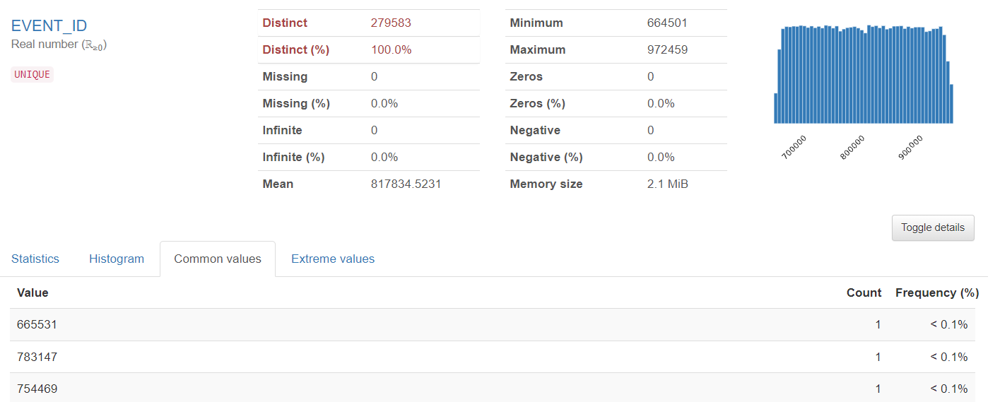 EVENT_ID
Real number (ℝ≥0)
UNIQUE
Distinct 279583
Distinct (%) 100.0%
Missing 0
Missing (%) 0.0%
Infinite 0
Infinite (%) 0.0%
Mean 817834.5231
Minimum 664501
Maximum 972459
Zeros 0
Zeros (%) 0.0%
Negative 0
Negative (%) 0.0%
Memory size 2.1 MiB
700000
800000
900000
Toggle details
Statistics Histogram Common values Extreme values
Value Count Frequency (%)
665531 1 < 0.1%
783147 1 < 0.1%
754469 1 < 0.1%